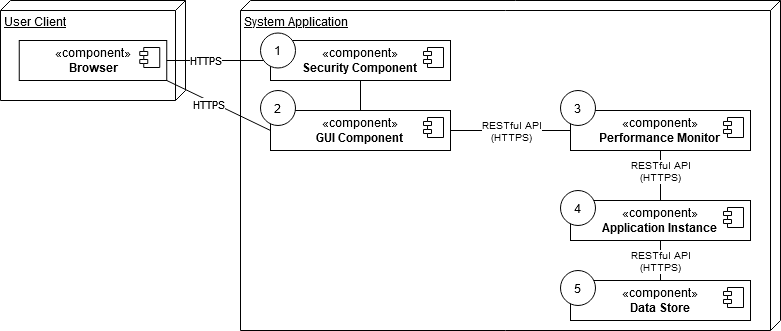 User Client
System Application
«component»
Browser
HTTPS
1
«component»
Security Component
HTTPS
2
«component»
GUI Component
RESTful API
(HTTPS)
3
«component»
Performance Monitor
RESTful API
(HTTPS)
4
«component»
Application Instance
RESTful API
(HTTPS)
5
«component»
Data Store